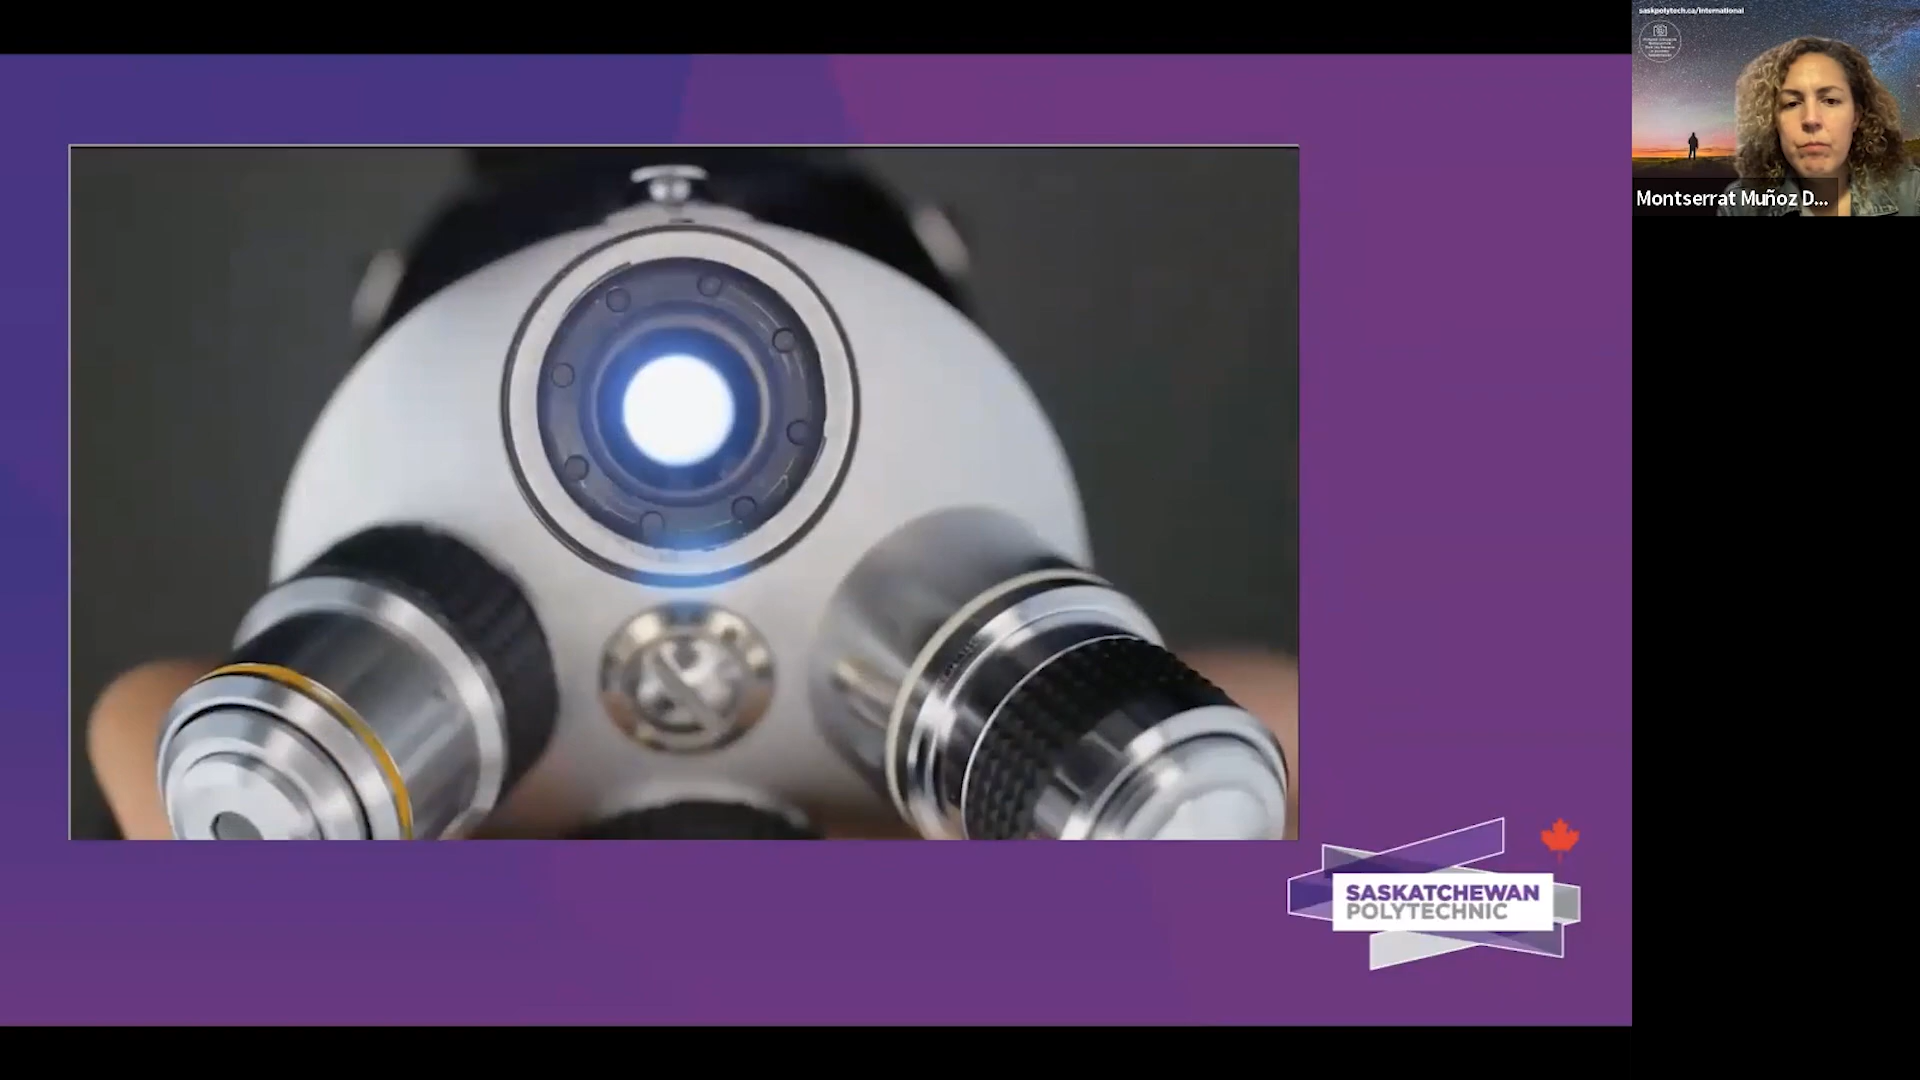 saskpolytech.ca/international
Montserrat Muñoz D...
SASKATCHEWAN
POLYTECHNIC